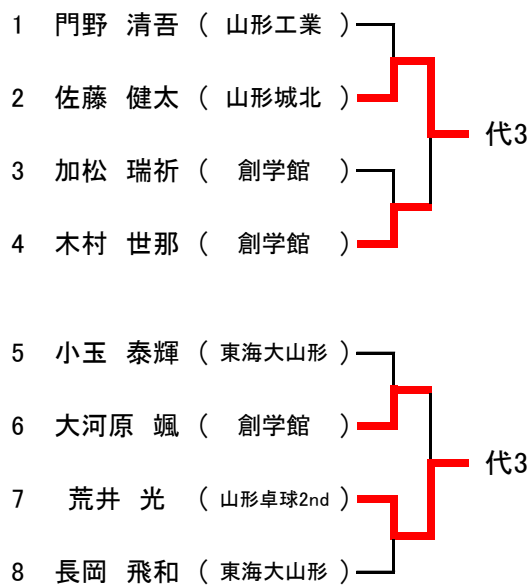 1 門野 清吾 ( 山形工業 )
2 佐藤 健太 ( 山形城北 )
代3
3 加松 瑞祈 ( 創学館 )
4 木村 世那 ( 創学館 )
5 小玉 泰輝 ( 東海大山形 )
6 大河原 颯 ( 創学館 )
代3
7 荒井 光 ( 山形卓球2nd )
8 長岡 飛和 ( 東海大山形 )